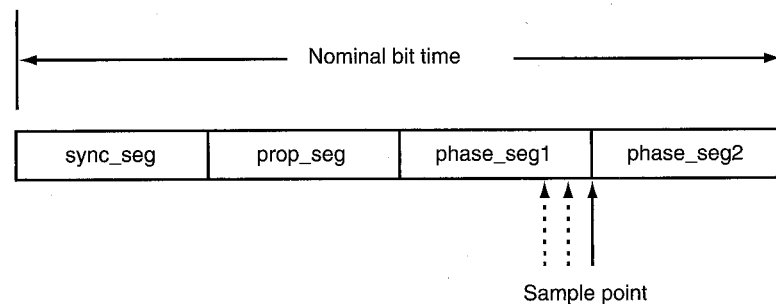 Nominal bit time
sync_seg prop_seg phase_seg1 phase_seg2
Sample point